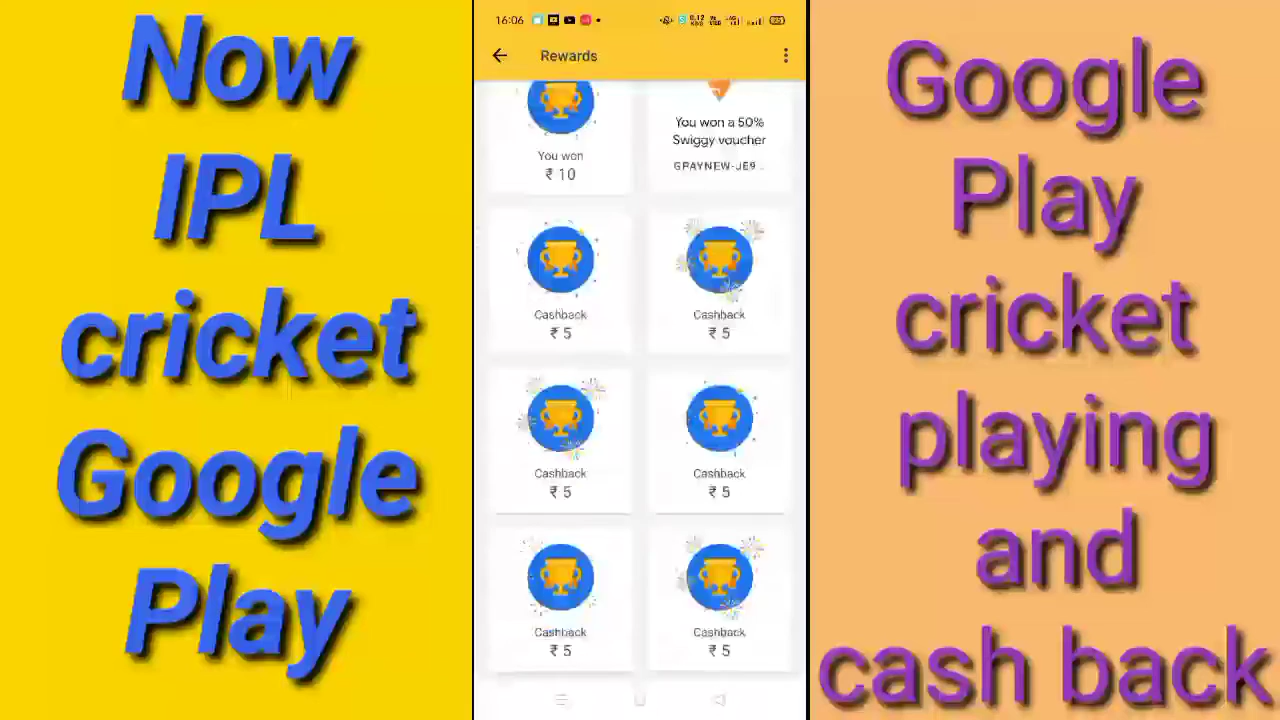 Now
IPL
cricket
Google
Play
16:06
Rewards
You won
₹ 10
You won a 50%
Swiggy voucher
Cashback
₹ 5
Cashback
₹ 5
Cashback
₹ 5
Cashback
₹ 5
Cashback
₹ 5
Cashback
₹ 5
Google
Play
cricket
playing
and
cash back